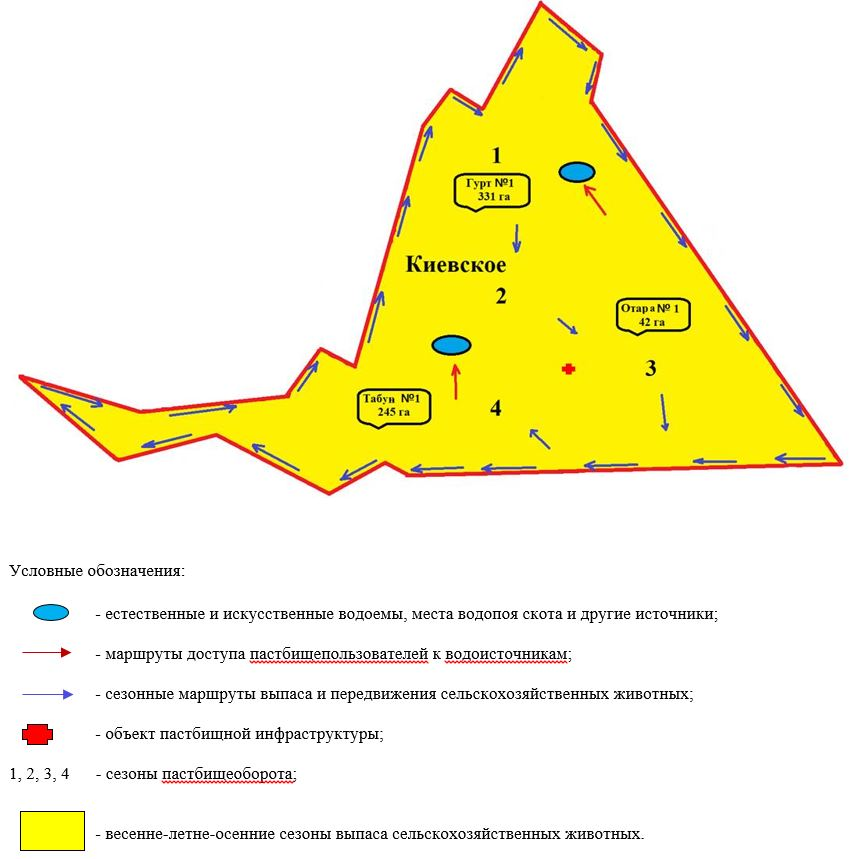 1
Гурт №1
331 га
Киевское
2
Отара № 1
42 га
3
Табун №1
245 га
4
Условные обозначения:
- естественные и искусственные водоемы, места водопоя скота и другие источники;
- маршруты доступа пастбищепользователей к водоисточникам;
- сезонные маршруты выпаса и передвижения сельскохозяйственных животных;
- объект пастбищной инфраструктуры;
1, 2, 3, 4 - сезоны пастбищеоборота;
- весенне-летне-осенние сезоны выпаса сельскохозяйственных животных.